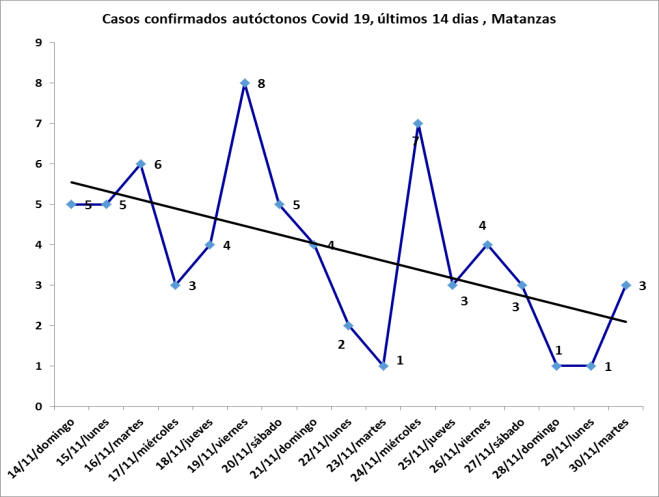 Casos confirmados autóctonos Covid 19, últimos 14 dias , Matanzas
9
8
7
6
5
4
3
2
1
0
5
5
6
3
4
8
5
4
2
1
7
3
4
3
1
1
3
14/11/domingo
15/11/lunes
16/11/martes
17/11/miércoles
18/11/jueves
19/11/viernes
20/11/sábado
21/11/domingo
22/11/lunes
23/11/martes
24/11/miércoles
25/11/jueves
26/11/viernes
27/11/sábado
28/11/domingo
29/11/lunes
30/11/martes